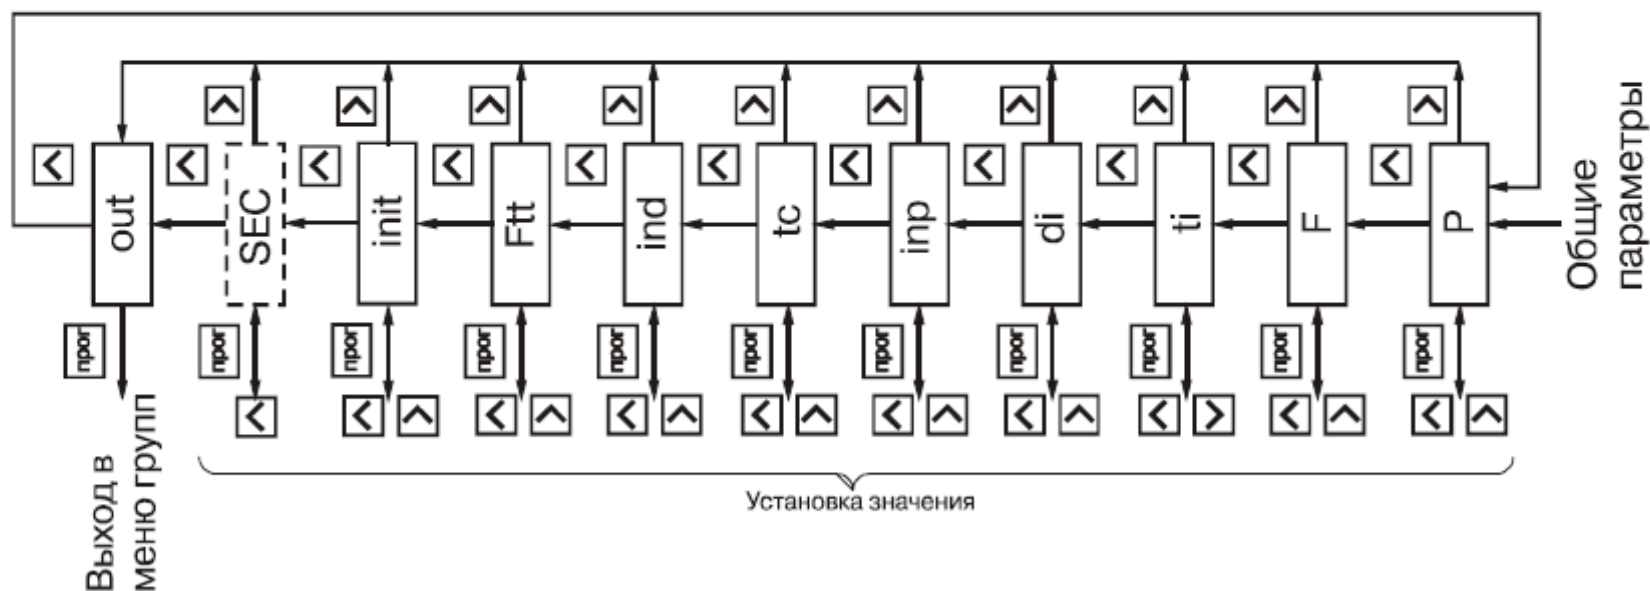 Общие
параметры
P
прог
F
прог
ti
прог
di
прог
inp
прог
tc
прог
ind
прог
Ftt
прог
init
прог
SEC
прог
out
прог
Выход в
меню групп
Установка значения